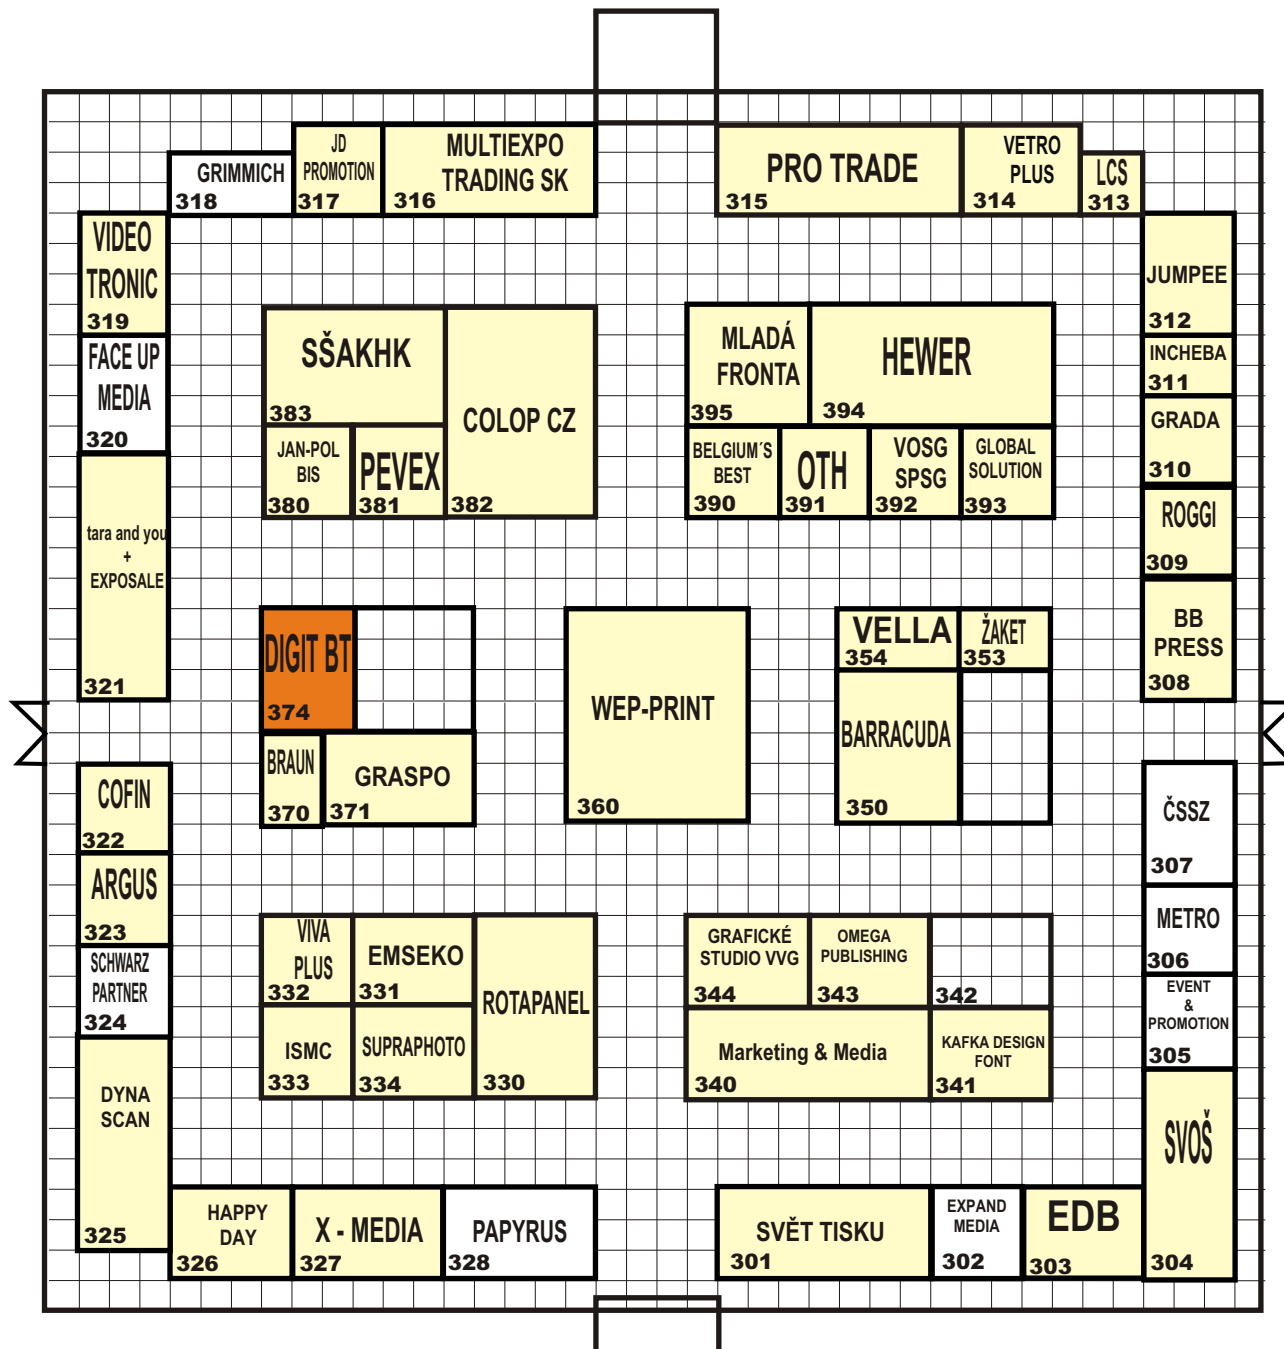 JD
PROMOTION
317
MULTIEXPO
TRADING SK
316
PRO TRADE
315
VETRO
PLUS
314
LCS
313
GRIMMICH
318
VIDEO
TRONIC
319
JUMPEE
312
FACE UP
MEDIA
320
SŠAKHK
383
COLOP CZ
382
MLADÁ
FRONTA
395
HEWER
394
INCHEBA
311
GRADA
310
JAN-POL
BIS
380
PEVEX
381
BELGIUM´S
BEST
390
OTH
391
VOSG
SPSG
392
GLOBAL
SOLUTION
393
tara and you
+
EXPOSALE
321
ROGGI
309
BB
PRESS
308
DIGIT BT
374
WEP-PRINT
360
VELLA
354
ŽAKET
353
BARRACUDA
350
BRAUN
370
GRASPO
371
COFIN
322
ČSSZ
307
ARGUS
323
METRO
306
SCHWARZ
PARTNER
324
VIVA
PLUS
332
EMSEKO
331
ROTAPANEL
330
GRAFICKÉ
STUDIO VVG
344
OMEGA
PUBLISHING
343
342
EVENT
&
PROMOTION
305
ISMC
333
SUPRAPHOTO
334
Marketing & Media
340
KAFKA DESIGN
FONT
341
DYNA
SCAN
325
SVOŠ
304
HAPPY
DAY
326
X - MEDIA
327
PAPYRUS
328
SVĚT TISKU
301
EXPAND
MEDIA
302
EDB
303